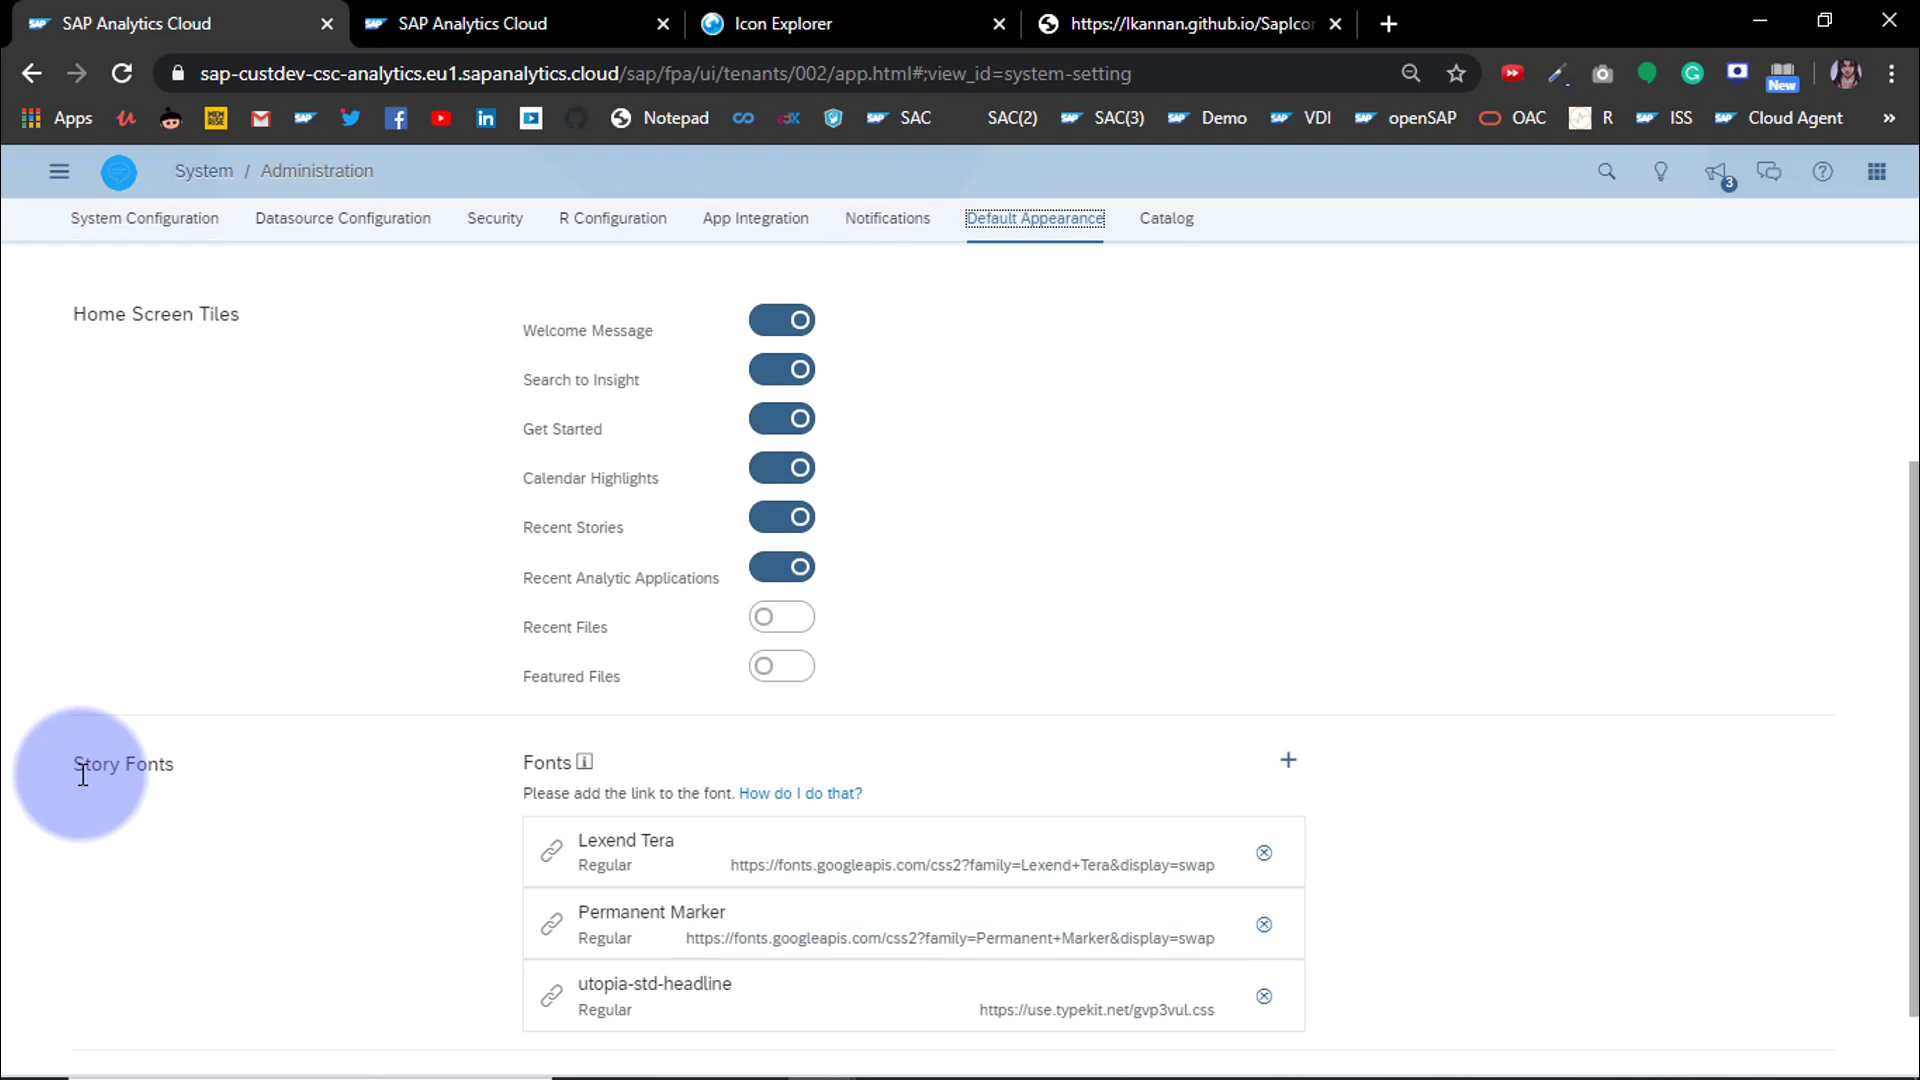 SAP Analytics Cloud
SAP Analytics Cloud
Icon Explorer
https://lkannan.github.io/SapIcor
sap-custdev-csc-analytics.eu1.sapanalytics.cloud/sap/fpa/ui/tenants/002/app.html#;view_id=system-setting
New
Apps
Notepad
SAC
SAC(2)
SAC(3)
Demo
VDI
openSAP
OAC
R
ISS
Cloud Agent
»
System / Administration
3
System Configuration
Datasource Configuration
Security
R Configuration
App Integration
Notifications
Default Appearance
Catalog
Home Screen Tiles
Welcome Message
Search to Insight
Get Started
Calendar Highlights
Recent Stories
Recent Analytic Applications
Recent Files
Featured Files
Story Fonts
Fonts
Please add the link to the font. How do I do that?
Lexend Tera
Regular https://fonts.googleapis.com/css2?family=Lexend+Tera&display=swap
Permanent Marker
Regular https://fonts.googleapis.com/css2?family=Permanent+Marker&display=swap
utopia-std-headline
Regular https://use.typekit.net/gvp3vul.css